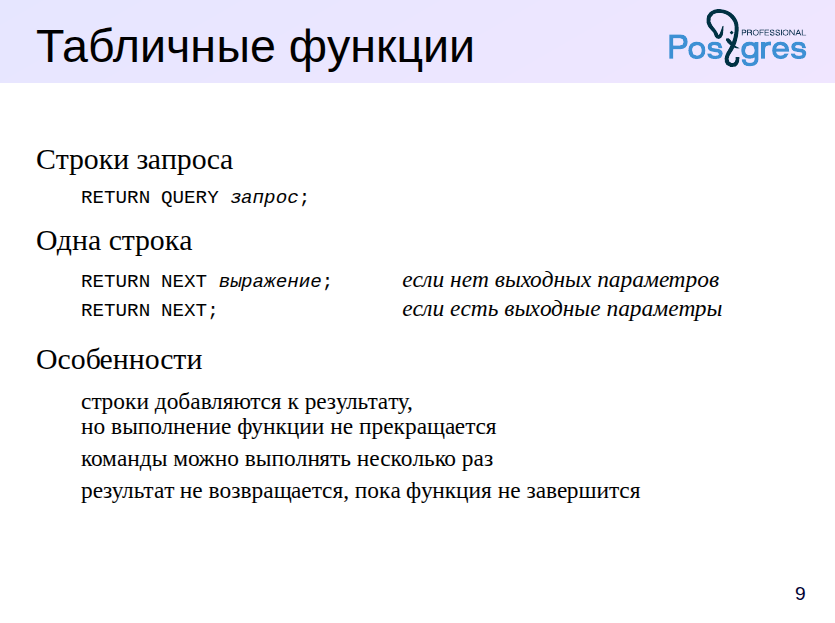 Табличные функции
PROFESSIONAL
Postgres
Строки запроса
RETURN QUERY запрос;
Одна строка
RETURN NEXT выражение; если нет выходных параметров
RETURN NEXT; если есть выходные параметры
Особенности
строки добавляются к результату,
но выполнение функции не прекращается
команды можно выполнять несколько раз
результат не возвращается, пока функция не завершится
9